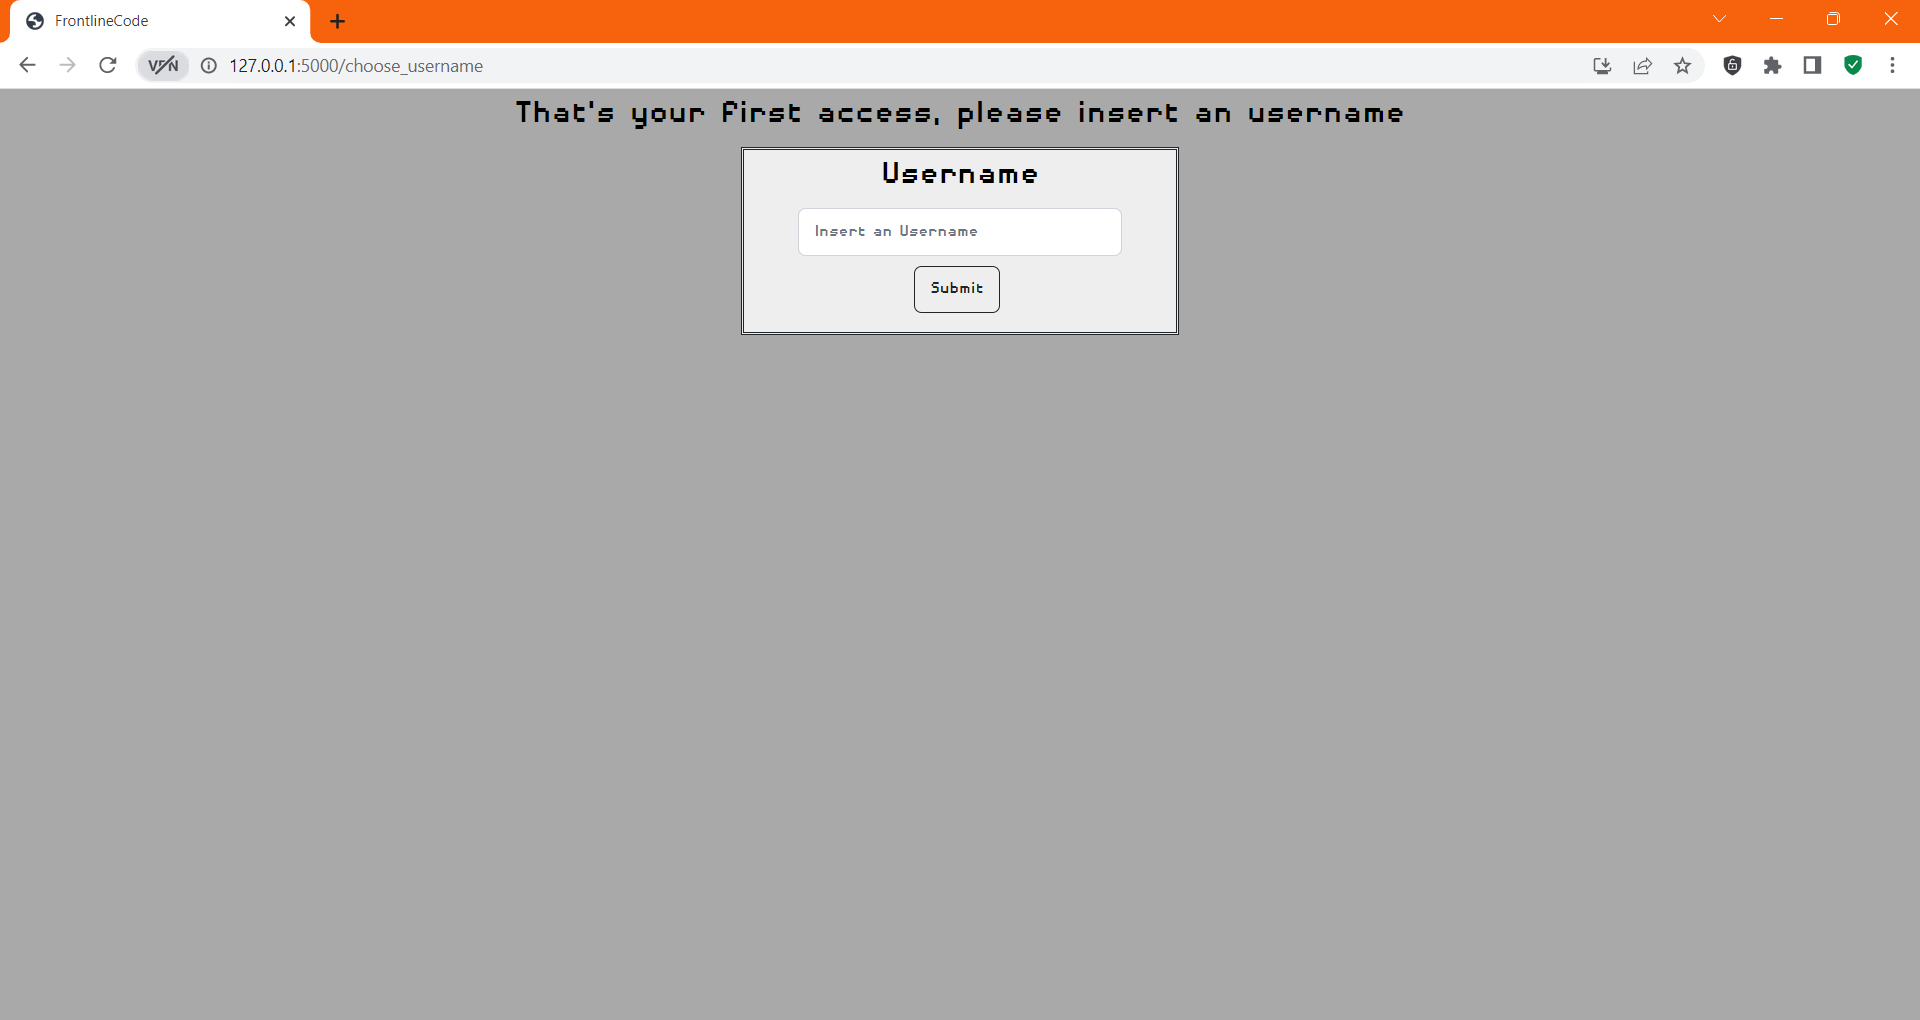 FrontlineCode
VPN
127.0.0.1:5000/choose_username
That's your first access, please insert an username
Username
Insert an Username
Submit